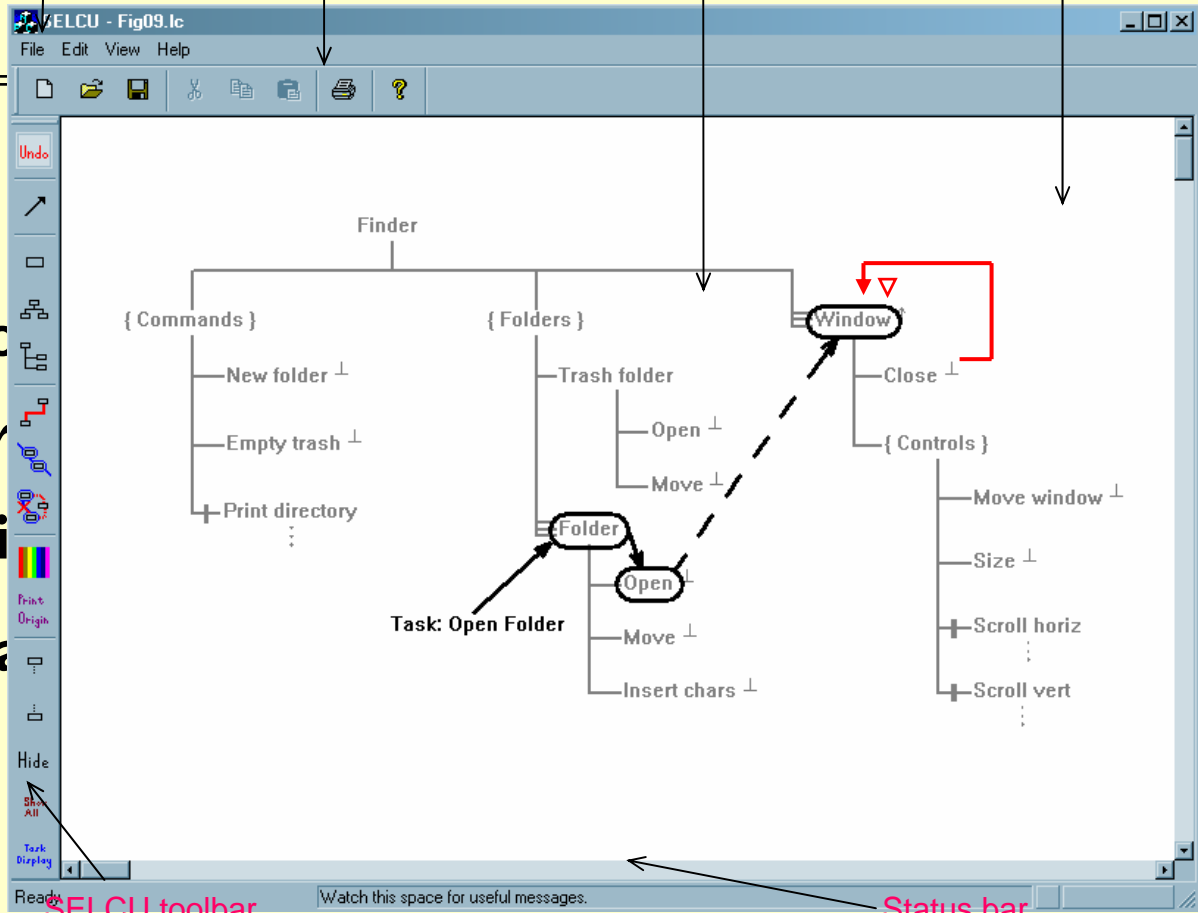 SELCU - Fig09.lc
File Edit View Help
Undo
Finder
{ Commands } { Folders } Window
New folder ⊥ Trash folder Close ⊥
Open ⊥
Empty trash ⊥ { Controls }
Move ⊥ Move window ⊥
Print directory
Folder
Size ⊥
Open ⊥
Print
Origin
Task: Open Folder
Move ⊥ Scroll horiz
Insert chars ⊥ Scroll vert
Hide
Show
All
Task
Display
Ready Watch this space for useful messages.
SELCU toolbar Status bar